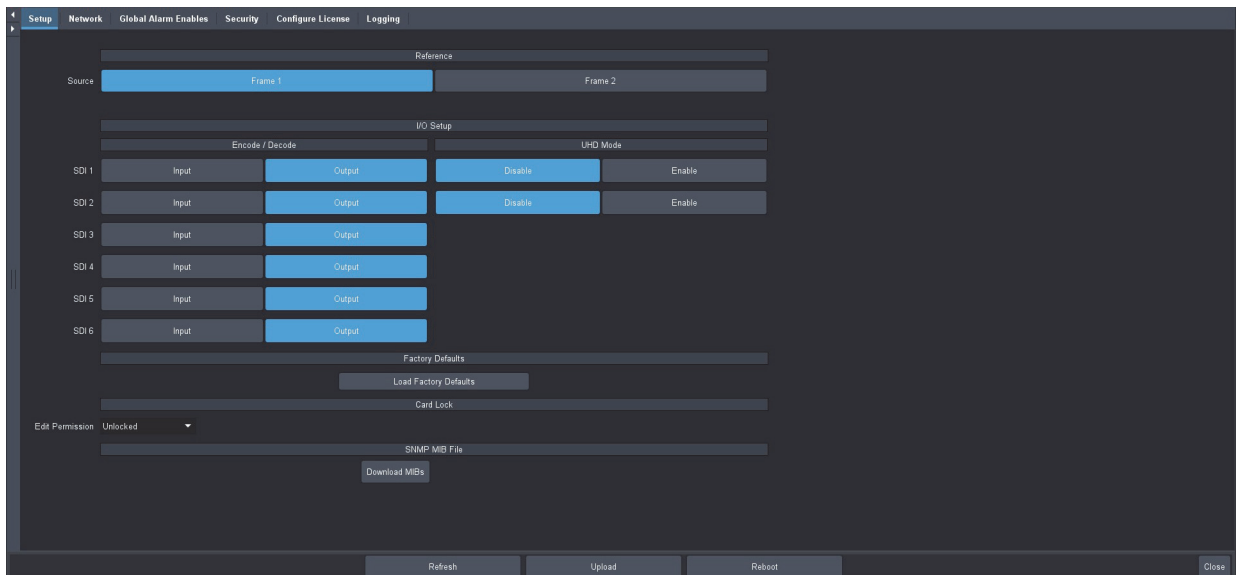 Setup Network Global Alarm Enables Security Configure License Logging
Reference
Source Frame 1 Frame 2
I/O Setup
Encode / Decode UHD Mode
SDI 1 Input Output Disable Enable
SDI 2 Input Output Disable Enable
SDI 3 Input Output
SDI 4 Input Output
SDI 5 Input Output
SDI 6 Input Output
Factory Defaults
Load Factory Defaults
Card Lock
Edit Permission Unlocked
SNMP MIB File
Download MIBs
Refresh Upload Reboot Close